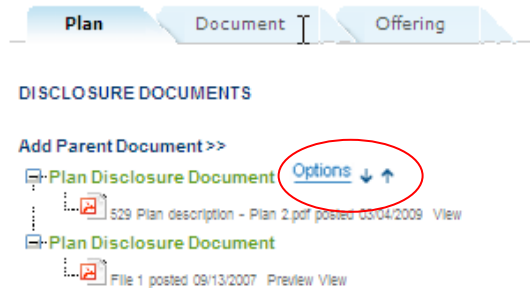 Plan Document Offering
DISCLOSURE DOCUMENTS
Add Parent Document>>
Plan Disclosure Document Options
529 Plan description - Plan 2.pdf posted 03/04/2009 View
Plan Disclosure Document
File 1 posted 09/13/2007 Preview View